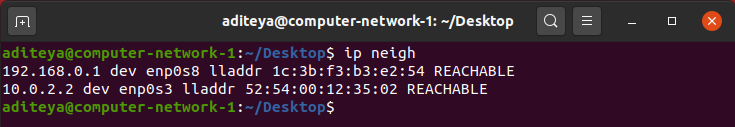 aditeya@computer-network-1: ~/Desktop
aditeya@computer-network-1:~/Desktop$ ip neigh
192.168.0.1 dev enp0s8 lladdr 1c:3b:f3:b3:e2:54 REACHABLE
10.0.2.2 dev enp0s3 lladdr 52:54:00:12:35:02 REACHABLE
aditeya@computer-network-1:~/Desktop$